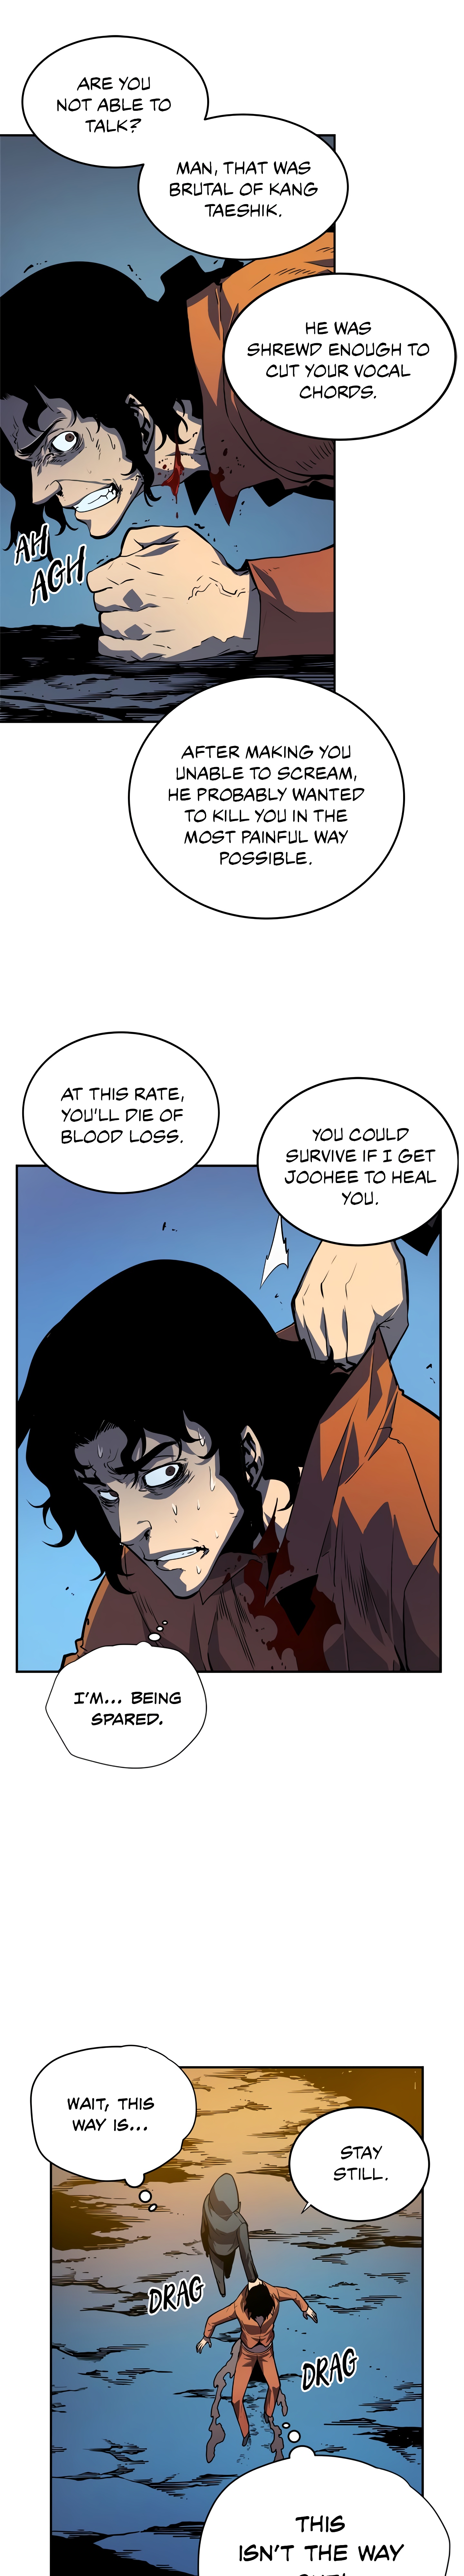 ARE YOU
NOT ABLE TO
TALK?
MAN, THAT WAS
BRUTAL OF KANG
TAESHIK.
HE WAS
SHREWD ENOUGH TO
CUT YOUR VOCAL
CHORDS.
AH
AGH
AFTER MAKING YOU
UNABLE TO SCREAM,
HE PROBABLY WANTED
TO KILL YOU IN THE
MOST PAINFUL WAY
POSSIBLE.
AT THIS RATE,
YOU'LL DIE OF
BLOOD LOSS.
YOU COULD
SURVIVE IF I GET
JOOHEE TO HEAL
YOU.
I'M... BEING
SPARED.
WAIT, THIS
WAY IS...
STAY
STILL.
DRAG
DRAG
THIS
ISN'T THE WAY